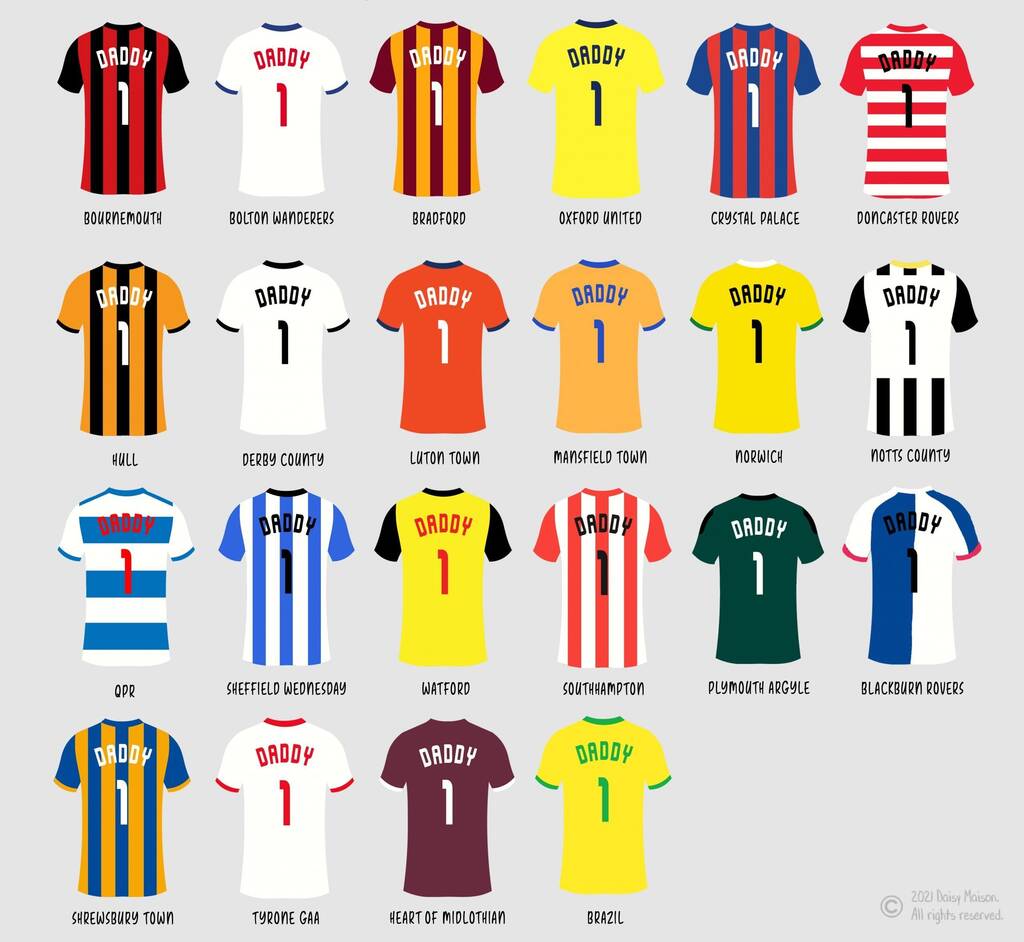 DADDY DADDY DADDY DADDY DADDY DADDY
1 1 1 1 1 1
BOURNEMOUTH BOLTON WANDERERS BRADFORD OXFORD UNITED CRYSTAL PALACE DONCASTER ROVERS
DADDY DADDY DADDY DADDY DADDY DADDY
1 1 1 1 1 1
HULL DERBY COUNTY LUTON TOWN MANSFIELD TOWN NORWICH NOTTS COUNTY
DADDY DADDY DADDY DADDY DADDY DADDY
1 1 1 1 1 1
QPR SHEFFIELD WEDNESDAY WATFORD SOUTHHAMPTON PLYMOUTH ARGYLE BLACKBURN ROVERS
DADDY DADDY DADDY DADDY
1 1 1 1
SHREWSBURY TOWN TYRONE GAA HEART OF MIDLOTHIAN BRAZIL
© 2021 Daisy Maison.
All rights reserved.